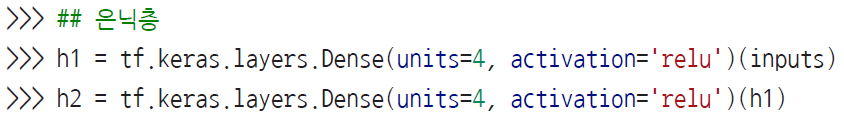 >>> ## 은닉층
>>> h1 = tf.keras.layers.Dense(units=4, activation='relu')(inputs)
>>> h2 = tf.keras.layers.Dense(units=4, activation='relu')(h1)